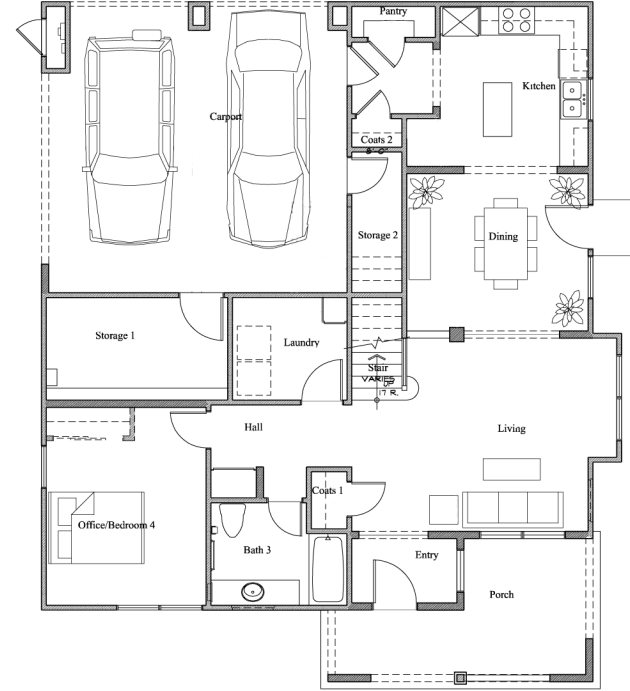 Pantry
Kitchen
Carport
Coats 2
Storage 2
Dining
Storage 1
Laundry
Stair
VARIES
UP
17 R.
Hall
Living
Coats 1
Office/Bedroom 4
Bath 3
Entry
Porch